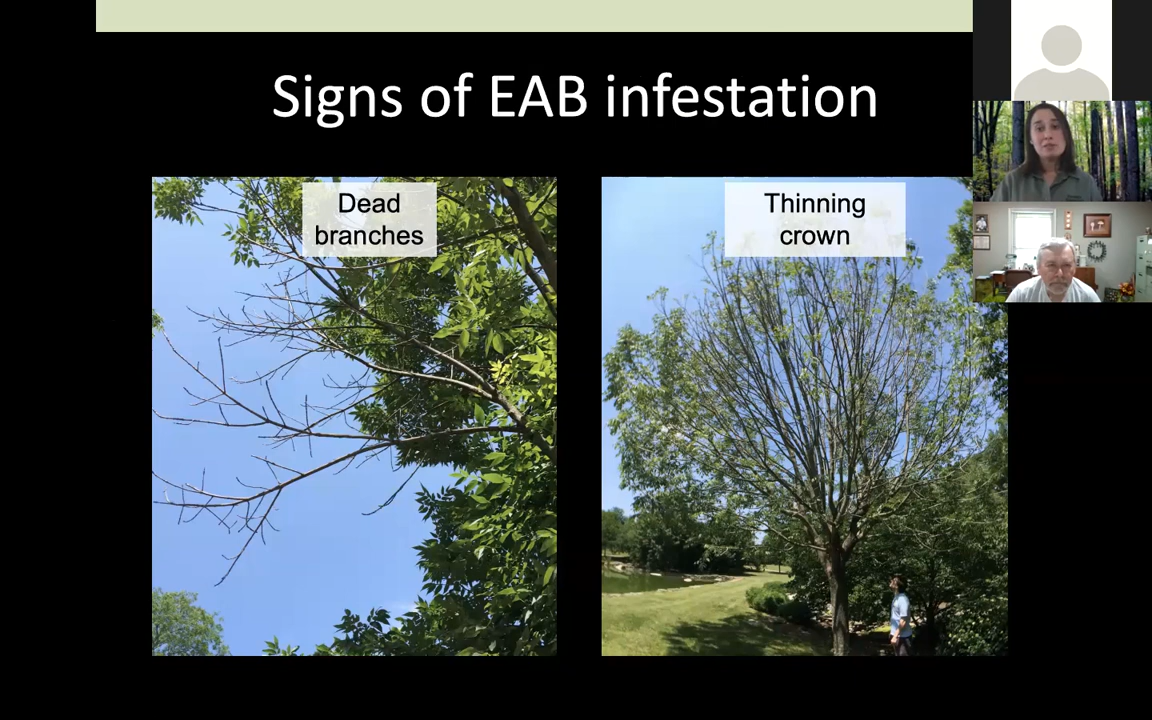 Signs of EAB infestation
Dead
branches
Thinning
crown